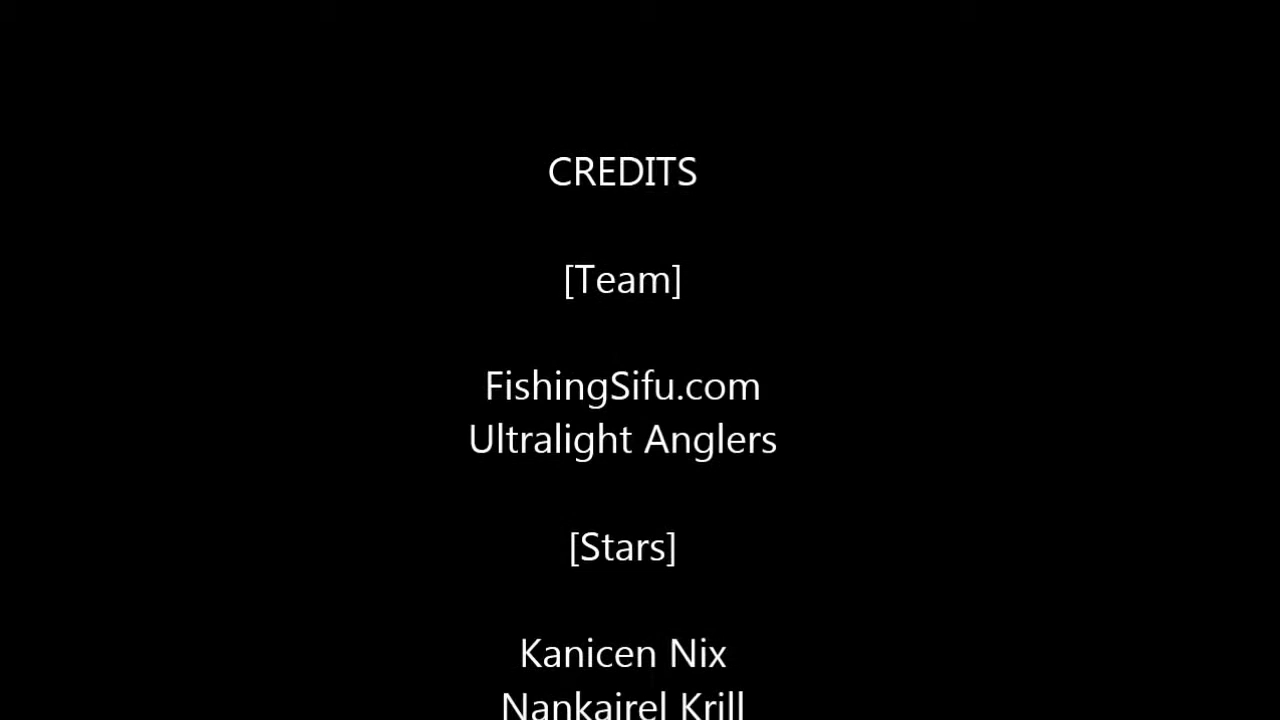 CREDITS
[Team]
FishingSifu.com
Ultralight Anglers
[Stars]
Kanicen Nix
Nankairel Krill